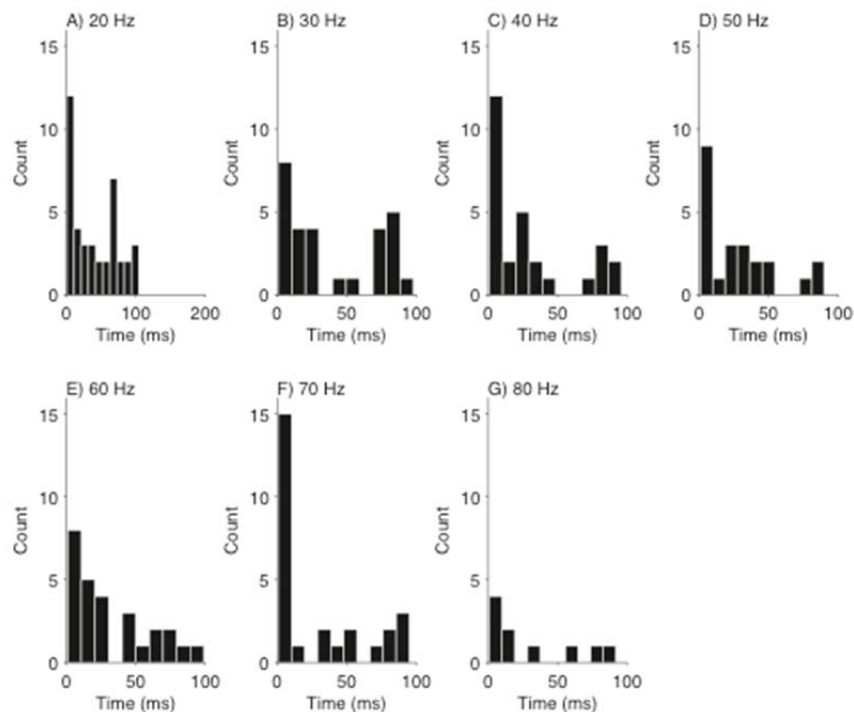 A) 20 Hz
B) 30 Hz
C) 40 Hz
D) 50 Hz
15
10
5
0
Count
0 100 200
Time (ms)
15
10
5
0
Count
0 50 100
Time (ms)
15
10
5
0
Count
0 50 100
Time (ms)
15
10
5
0
Count
0 50 100
Time (ms)
E) 60 Hz
F) 70 Hz
G) 80 Hz
15
10
5
0
Count
0 50 100
Time (ms)
15
10
5
0
Count
0 50 100
Time (ms)
15
10
5
0
Count
0 50 100
Time (ms)